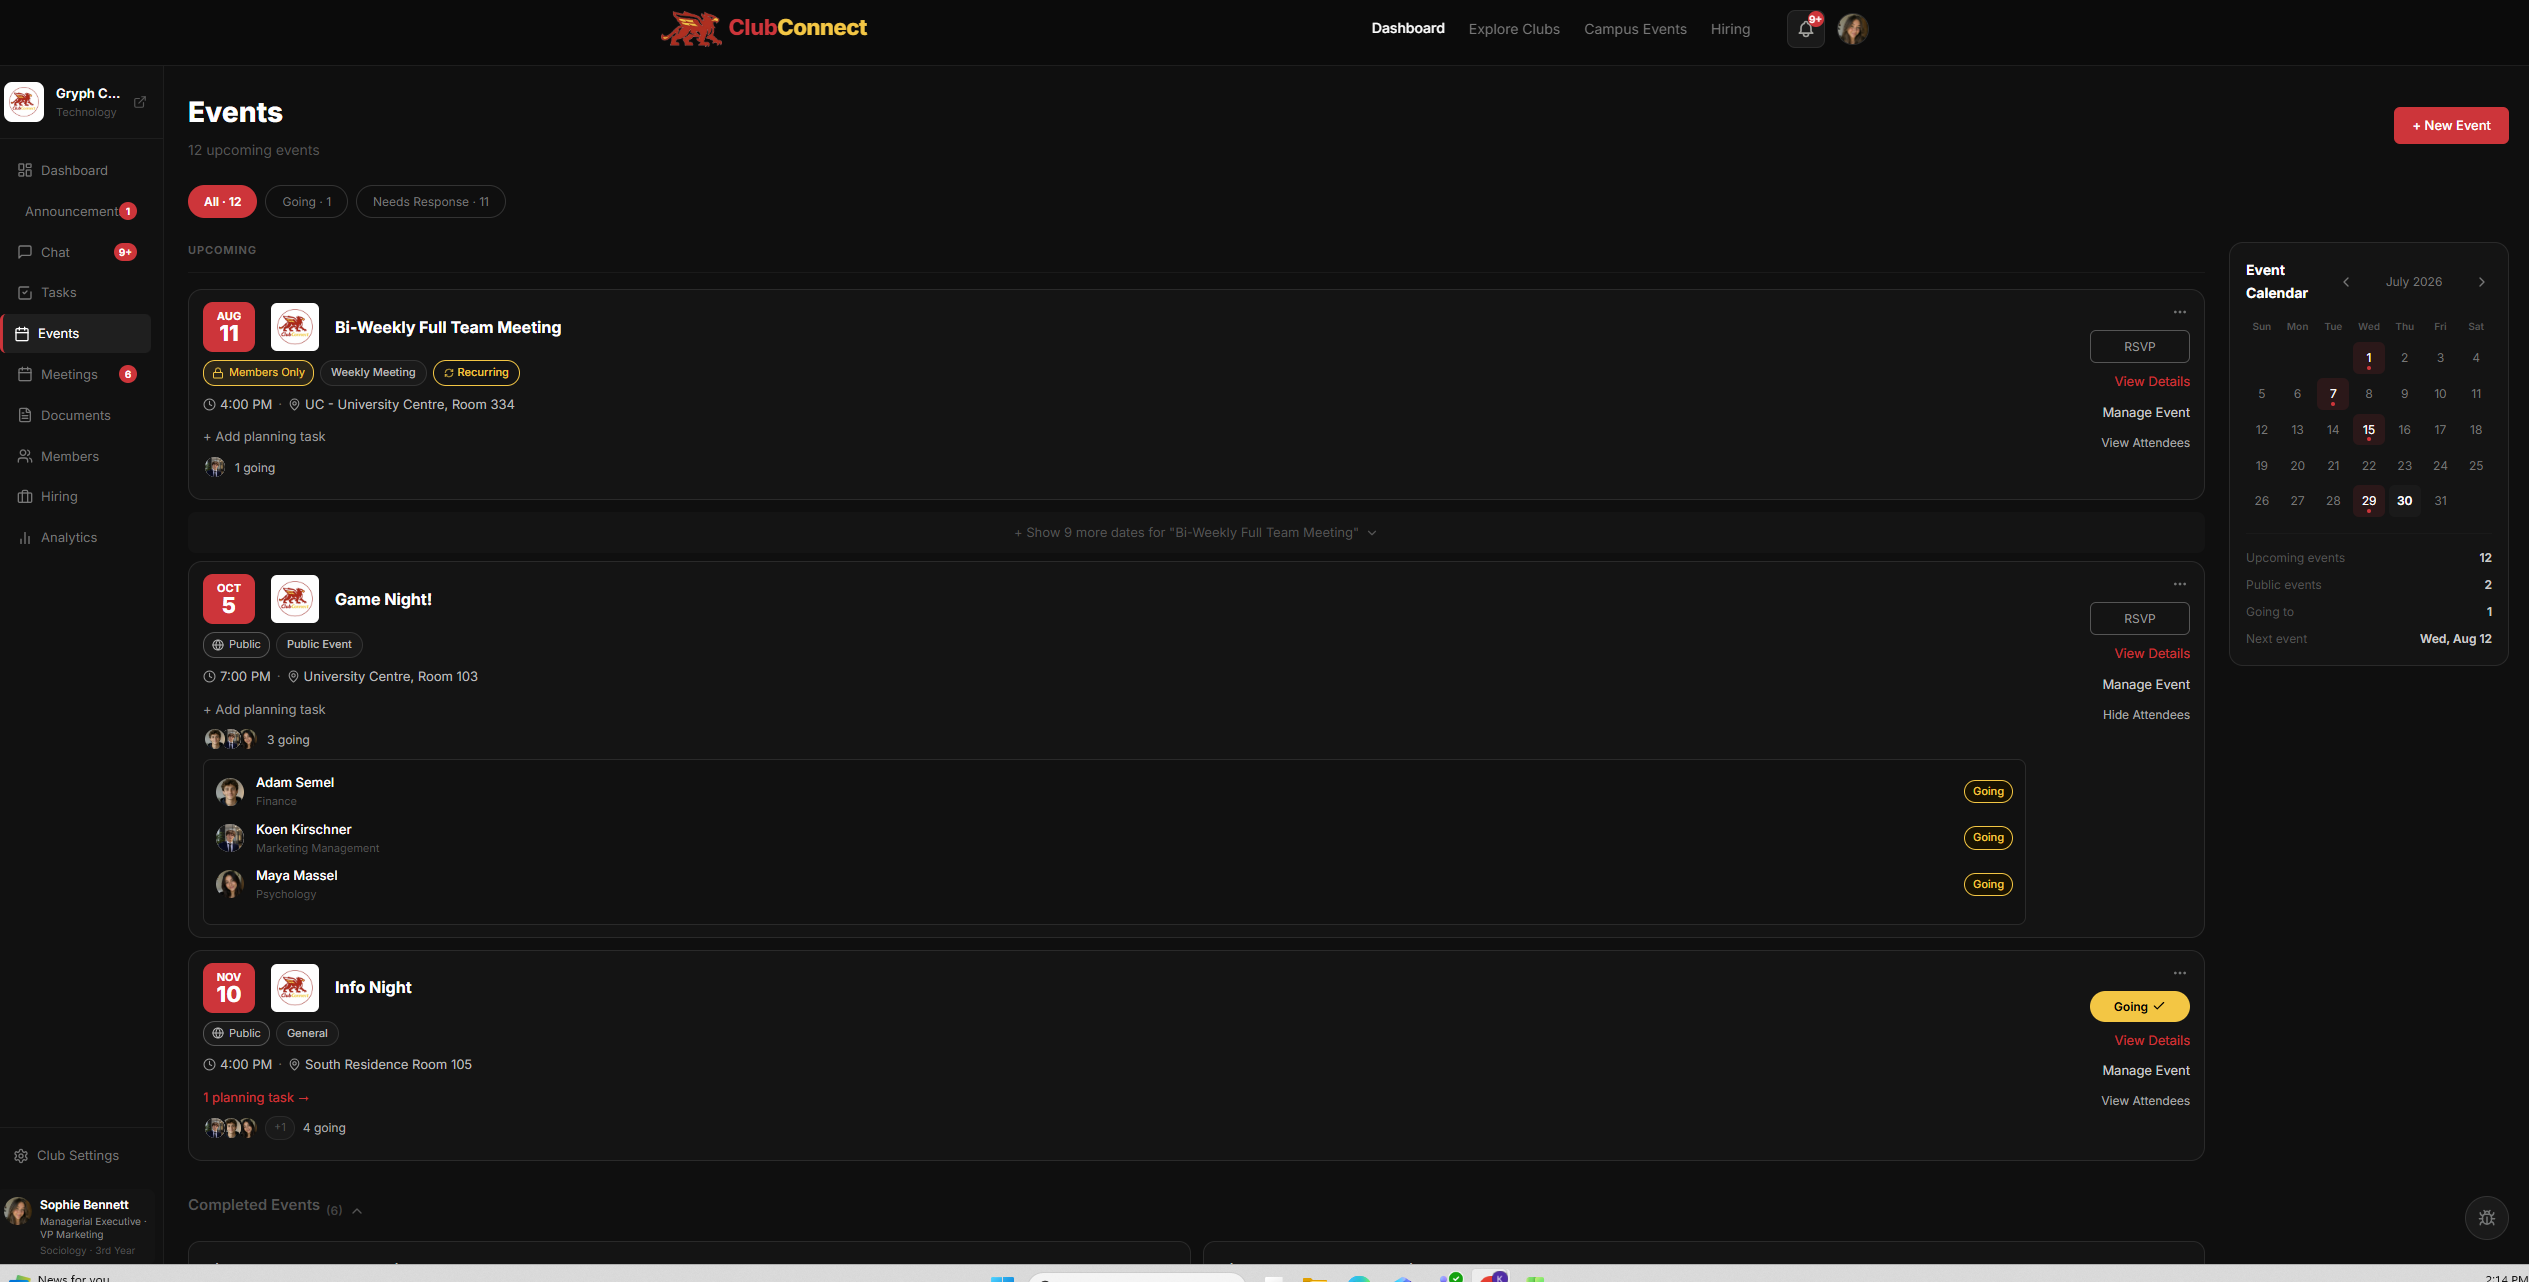 ClubConnect
Dashboard
Explore Clubs
Campus Events
Hiring
9+
Gryph C...
Technology
Dashboard
Announcement
1
Chat
9+
Tasks
Events
Meetings
6
Documents
Members
Hiring
Analytics
Club Settings
Sophie Bennett
Managerial Executive ·
VP Marketing
Sociology · 3rd Year
Events
12 upcoming events
+ New Event
All · 12
Going · 1
Needs Response · 11
UPCOMING
AUG
11
Bi-Weekly Full Team Meeting
Members Only
Weekly Meeting
Recurring
4:00 PM · UC - University Centre, Room 334
+ Add planning task
1 going
...
RSVP
View Details
Manage Event
View Attendees
+ Show 9 more dates for "Bi-Weekly Full Team Meeting"
OCT
5
Game Night!
Public
Public Event
7:00 PM · University Centre, Room 103
+ Add planning task
3 going
...
RSVP
View Details
Manage Event
Hide Attendees
Adam Semel
Finance
Going
Koen Kirschner
Marketing Management
Going
Maya Massel
Psychology
Going
NOV
10
Info Night
Public
General
4:00 PM · South Residence Room 105
1 planning task →
+1
4 going
...
Going ✓
View Details
Manage Event
View Attendees
Completed Events (6)
Event
Calendar
July 2026
Sun Mon Tue Wed Thu Fri Sat
1 2 3 4
5 6 7 8 9 10 11
12 13 14 15 16 17 18
19 20 21 22 23 24 25
26 27 28 29 30 31
Upcoming events 12
Public events 2
Going to 1
Next event Wed, Aug 12
News for you
K
2:14 PM